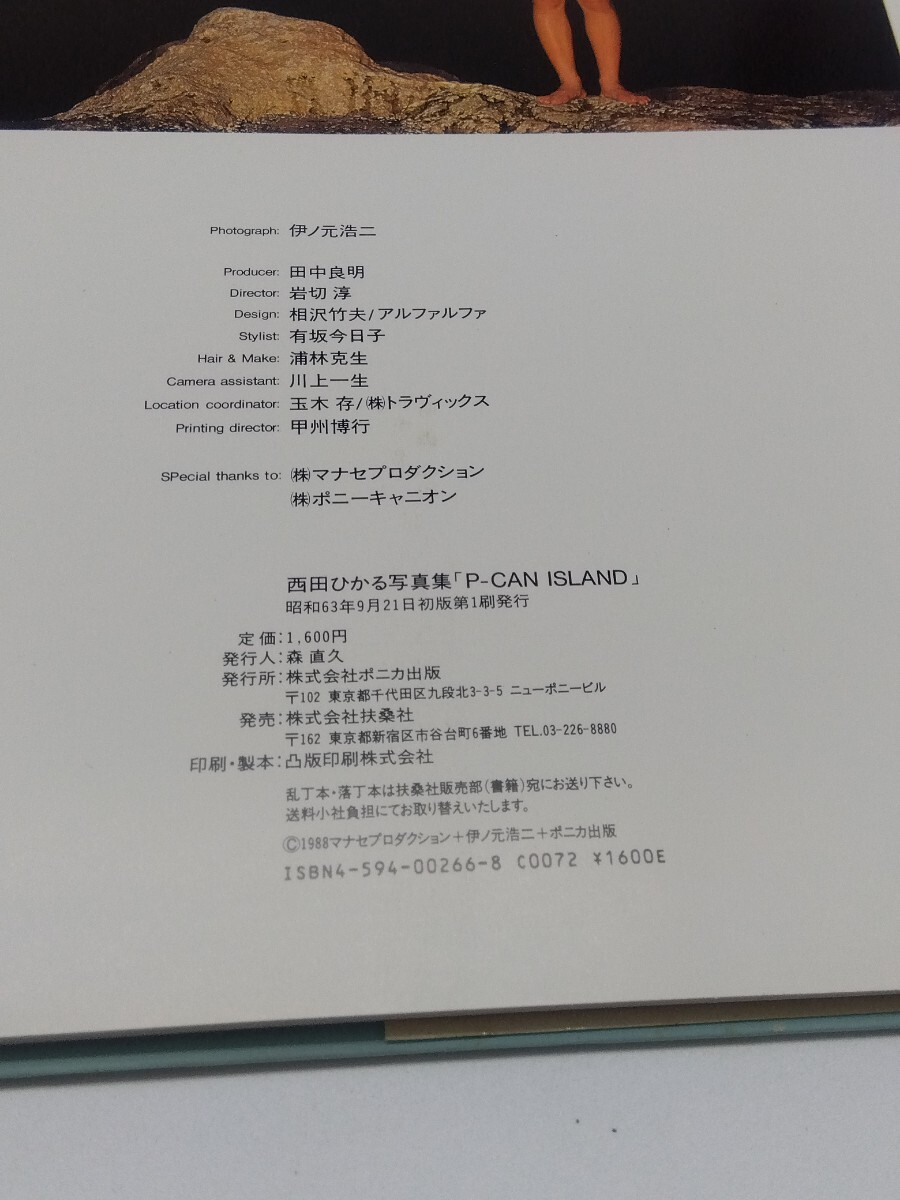 Photograph: 伊ノ元浩二
Producer: 田中良明
Director: 岩切 淳
Design: 相沢竹夫/アルファルファ
Stylist: 有坂今日子
Hair & Make: 浦林克生
Camera assistant: 川上一生
Location coordinator: 玉木 存/㈱トラヴィックス
Printing director: 甲州博行
SPecial thanks to: ㈱マナセプロダクション
㈱ポニーキャニオン
西田ひかる写真集「P-CAN ISLAND」
昭和63年9月21日初版第1刷発行
定価:1,600円
発行人:森 直久
発行所:株式会社ポニカ出版
〒102 東京都千代田区九段北3-3-5 ニューポニービル
発売:株式会社扶桑社
〒162 東京都新宿区市谷台町6番地 TEL.03-226-8880
印刷・製本:凸版印刷株式会社
乱丁本・落丁本は扶桑社販売部(書籍)宛にお送り下さい。
送料小社負担にてお取り替えいたします。
©1988マナセプロダクション+伊ノ元浩二+ポニカ出版
ISBN4-594-00266-8 C0072 ¥1600E